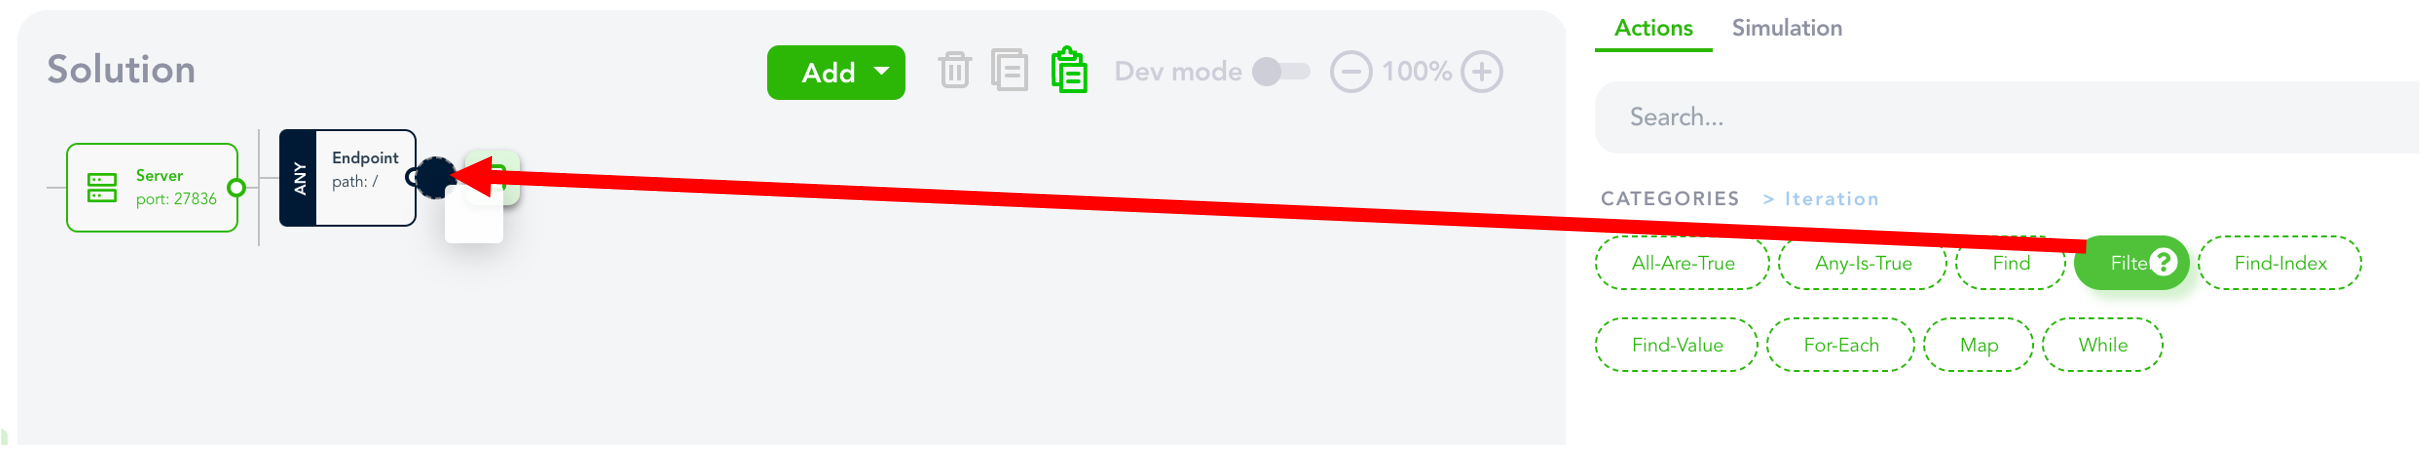 Solution
Add
Dev mode
100%
Server
port: 27836
ANY
Endpoint
path: /
Actions
Simulation
Search...
CATEGORIES > Iteration
All-Are-True
Any-Is-True
Find
Filte ?
Find-Index
Find-Value
For-Each
Map
While